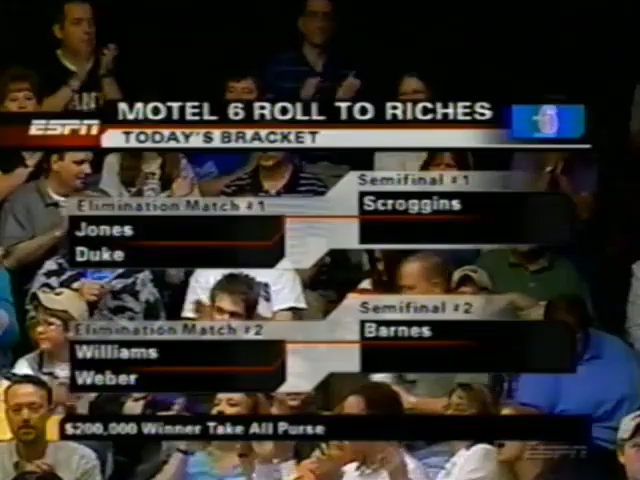 MOTEL 6 ROLL TO RICHES
ESPN
TODAY'S BRACKET
Semifinal #1
Scroggins
Elimination Match #1
Jones
Duke
Semifinal #2
Barnes
Elimination Match #2
Williams
Weber
$200,000 Winner Take All Purse
ESPN